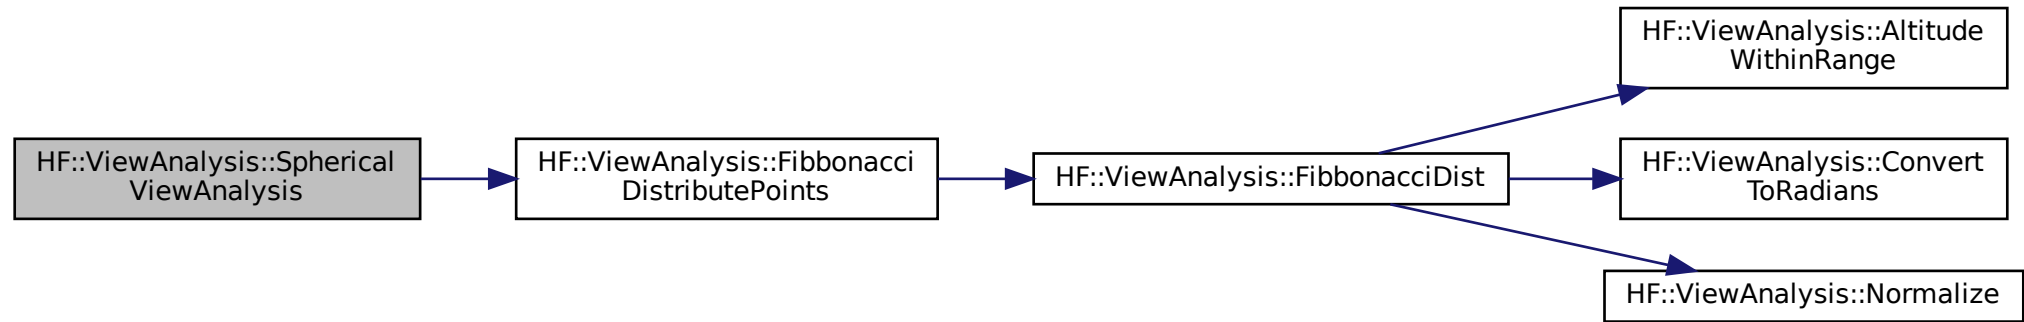 HF::ViewAnalysis::Spherical
ViewAnalysis
HF::ViewAnalysis::Fibbonacci
DistributePoints
HF::ViewAnalysis::FibbonacciDist
HF::ViewAnalysis::Altitude
WithinRange
HF::ViewAnalysis::Convert
ToRadians
HF::ViewAnalysis::Normalize